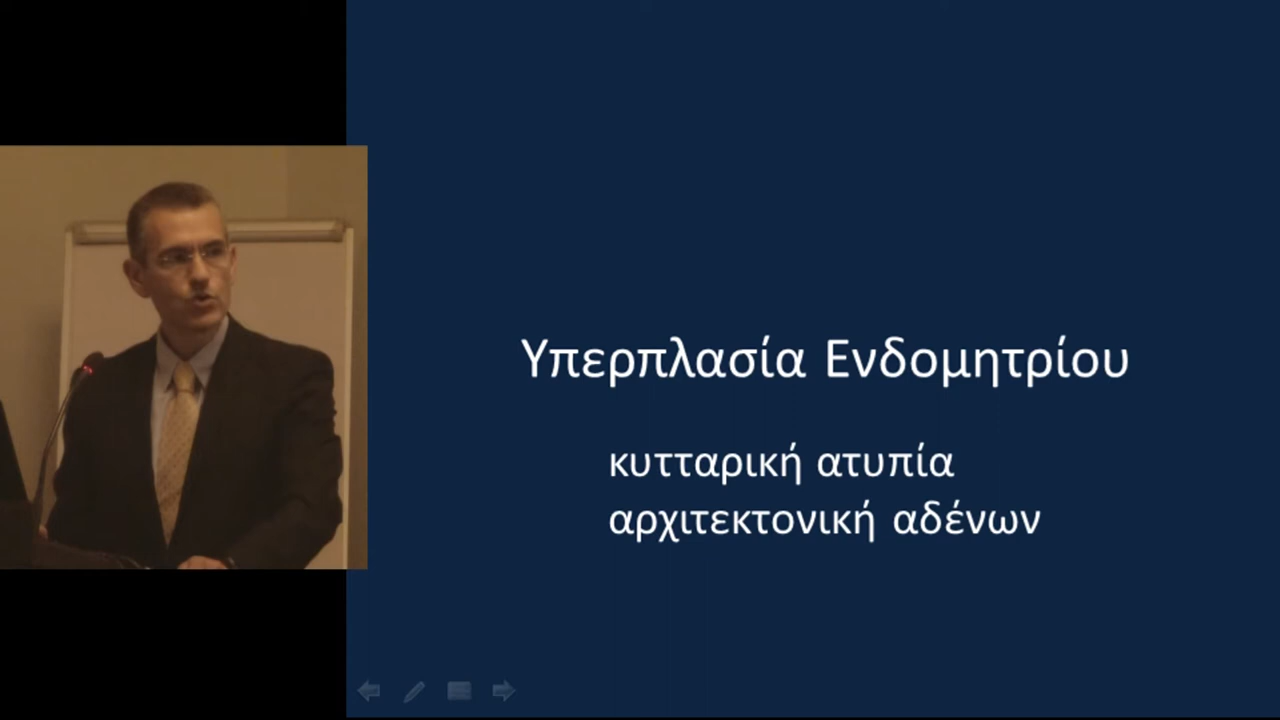 Υπερπλασία Ενδομητρίου
κυτταρική ατυπία
αρχιτεκτονική αδένων